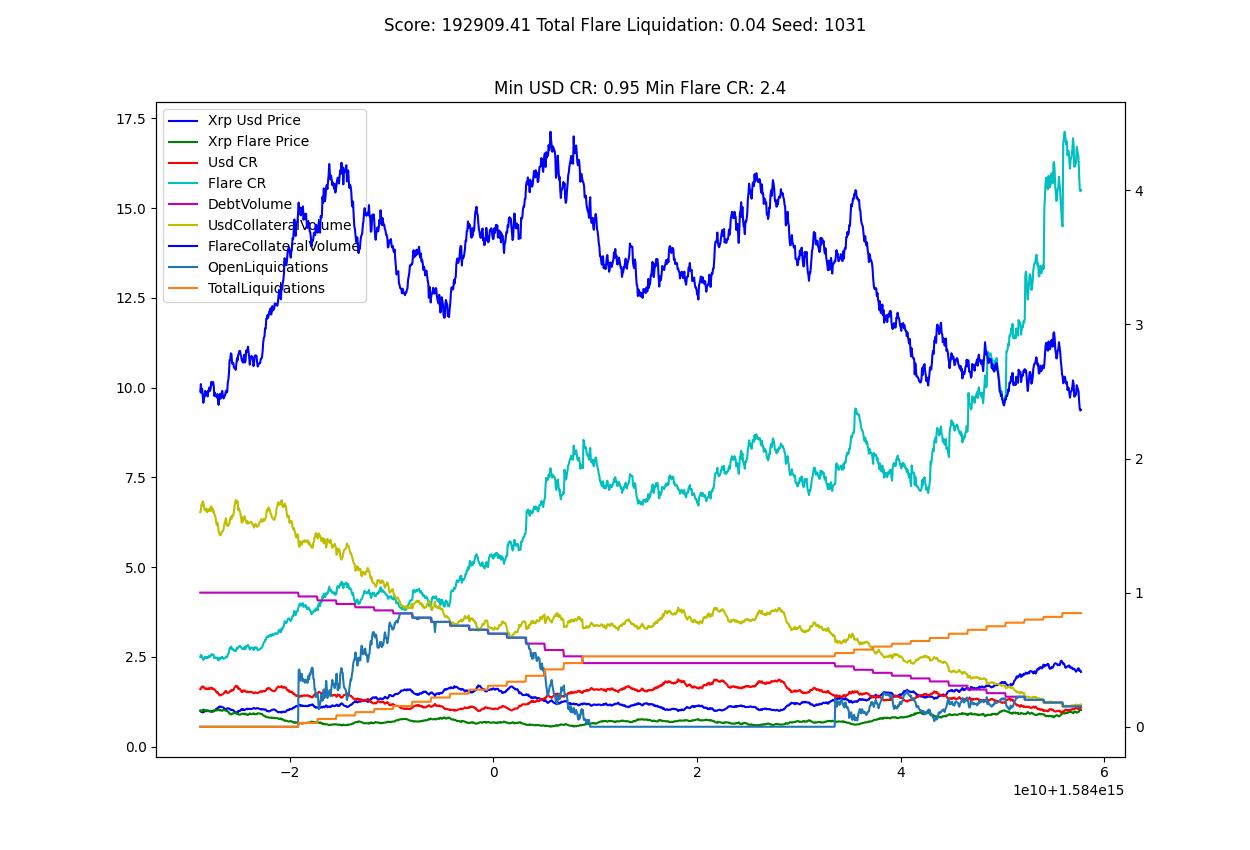 Score: 192909.41 Total Flare Liquidation: 0.04 Seed: 1031
Min USD CR: 0.95 Min Flare CR: 2.4
17.5
15.0
12.5
10.0
7.5
5.0
2.5
0.0
Xrp Usd Price
Xrp Flare Price
Usd CR
Flare CR
DebtVolume
UsdCollateralVolume
FlareCollateralVolume
OpenLiquidations
TotalLiquidations
4
3
2
1
0
−2
0
2
4
6
1e10+1.584e15